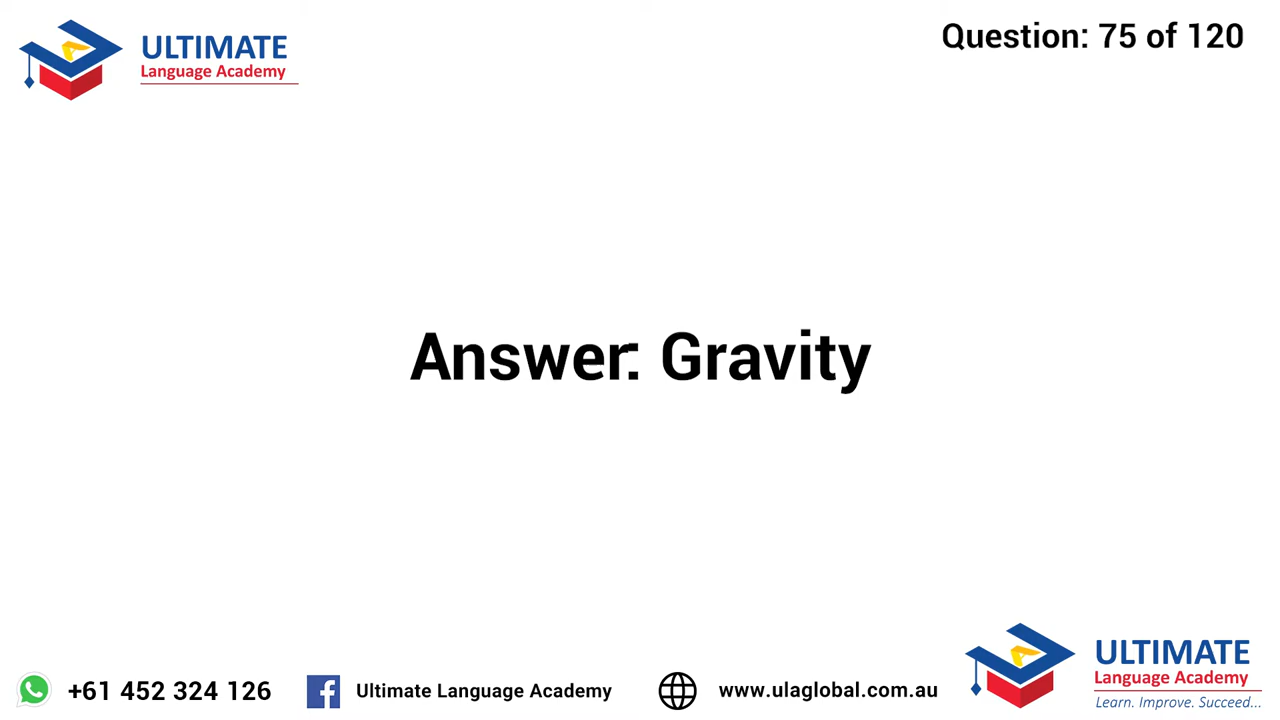 ULTIMATE
Language Academy
Question: 75 of 120
Answer: Gravity
+61 452 324 126
Ultimate Language Academy
www.ulaglobal.com.au
ULTIMATE
Language Academy
Learn. Improve. Succeed...